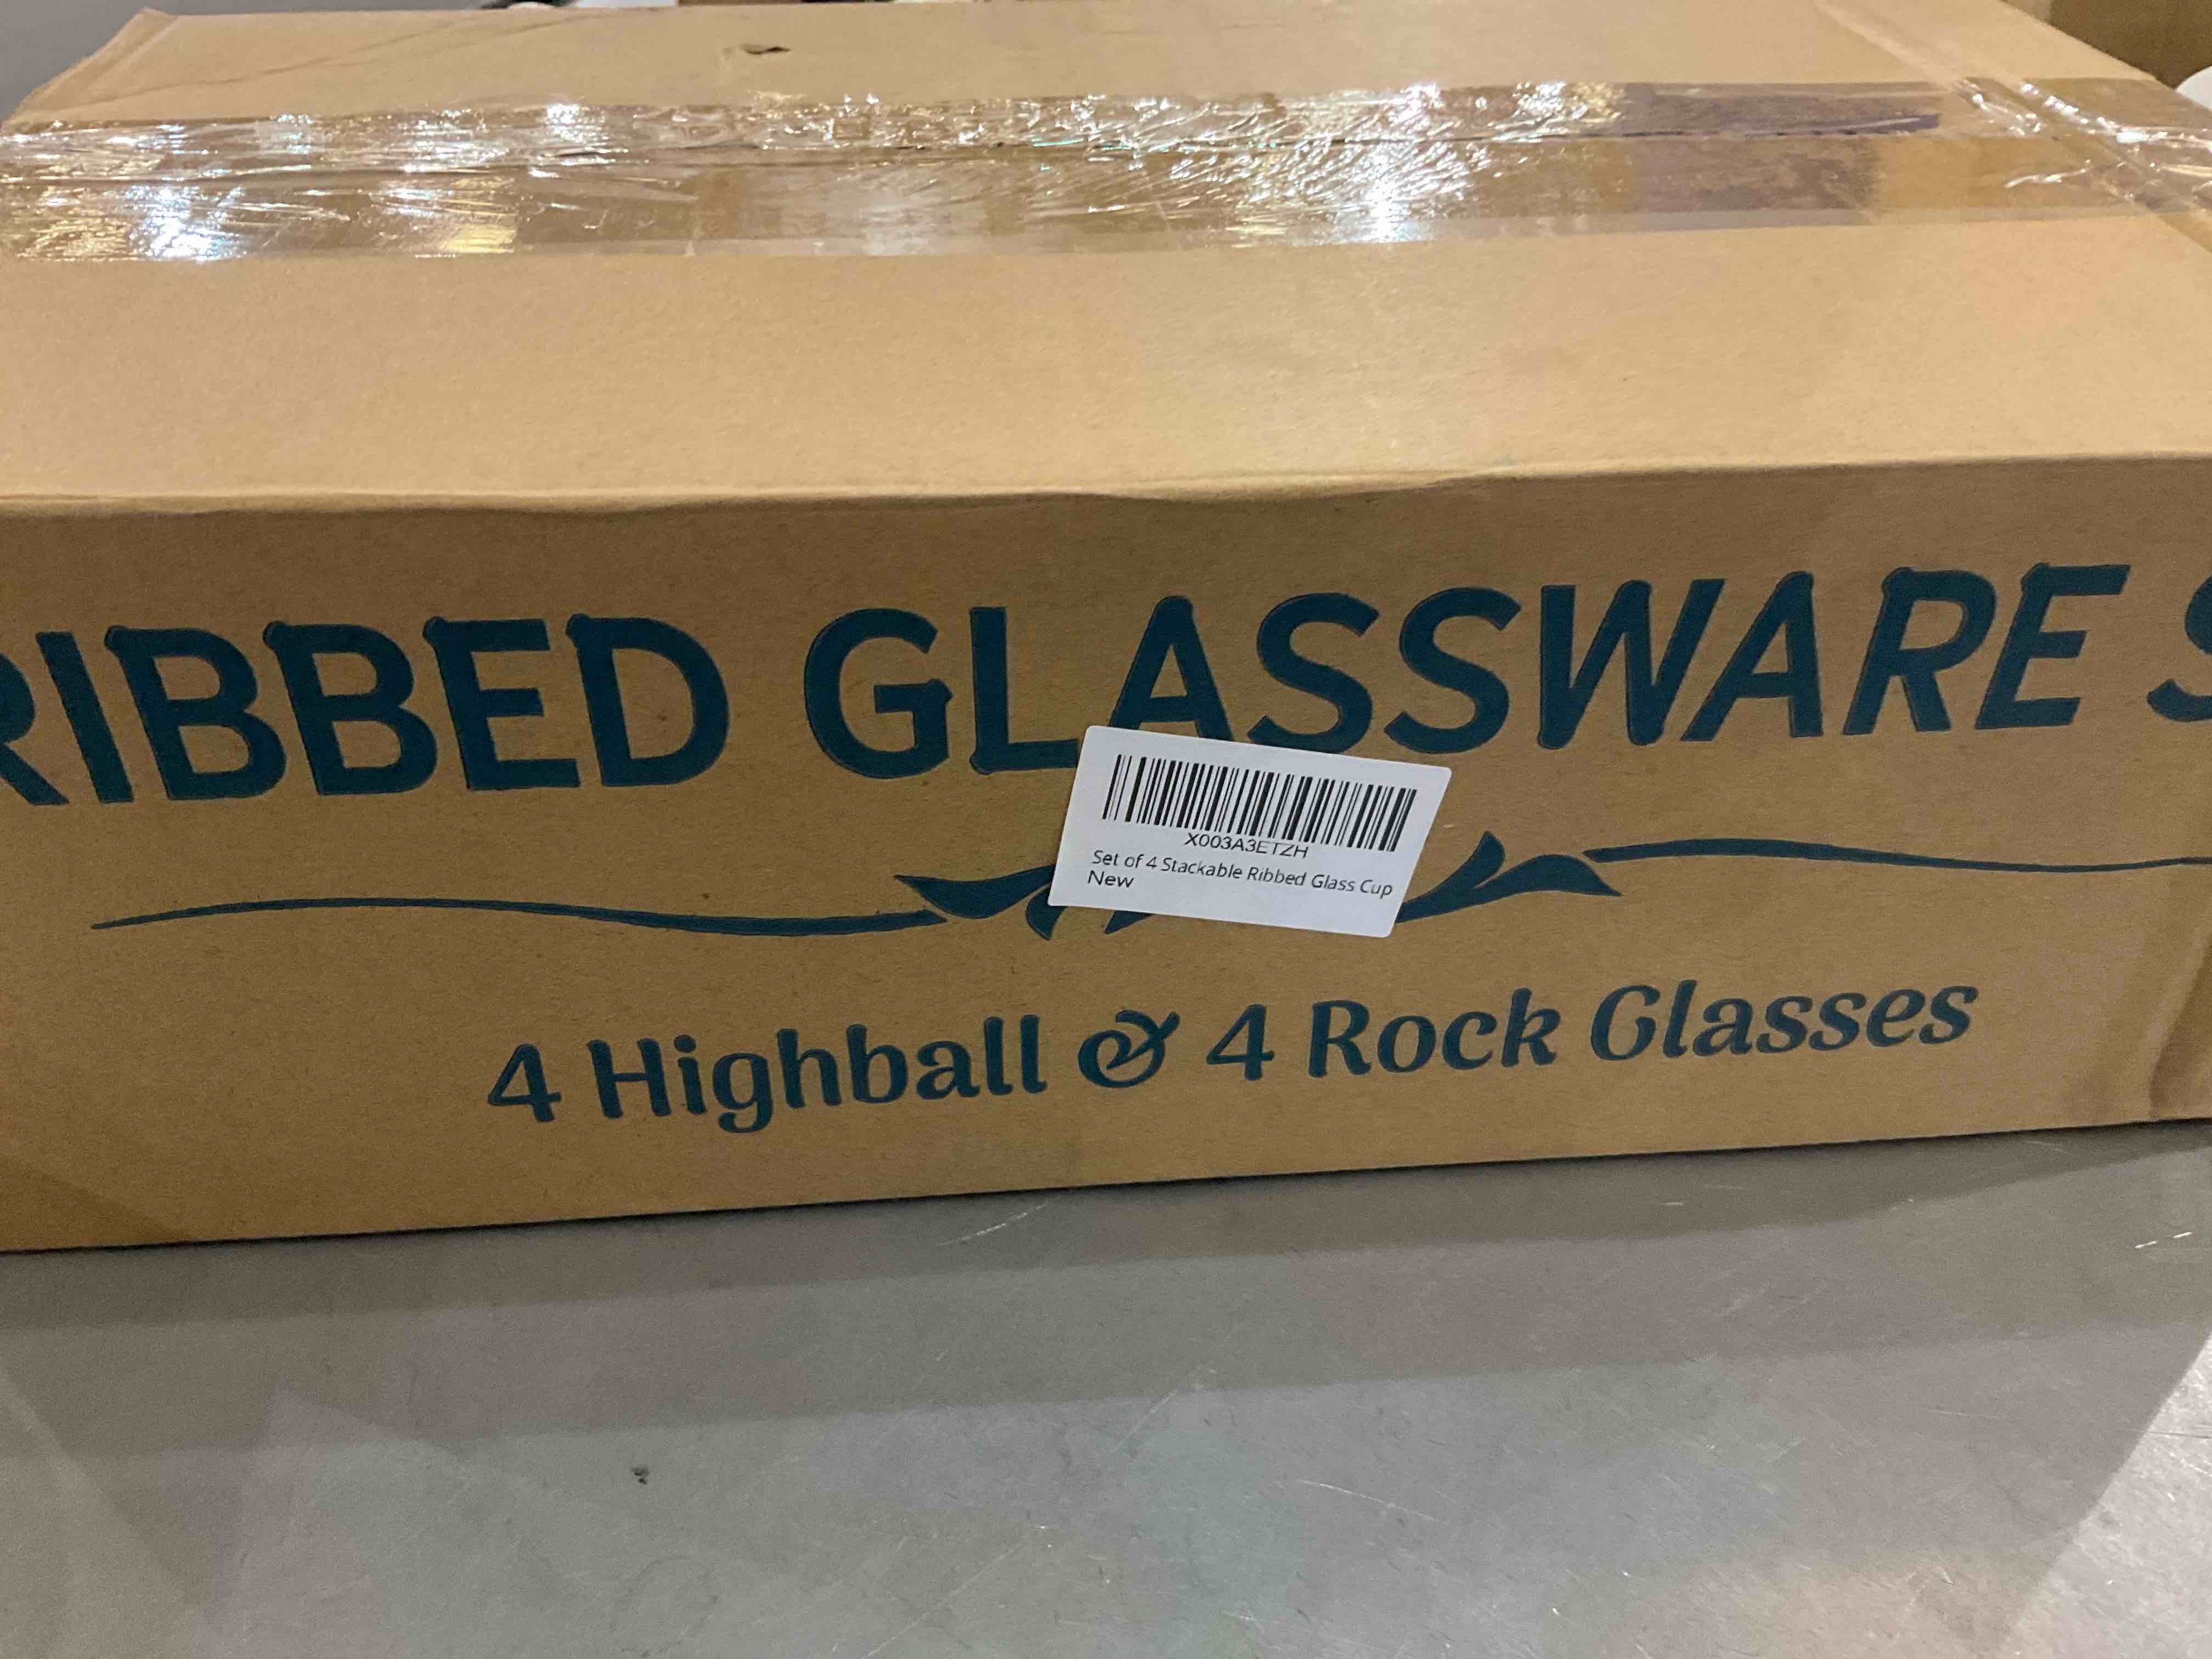 RIBBED GLASSWARE S
X003A3ETZH
Set of 4 Stackable Ribbed Glass Cup
New
4 Highball & 4 Rock Glasses